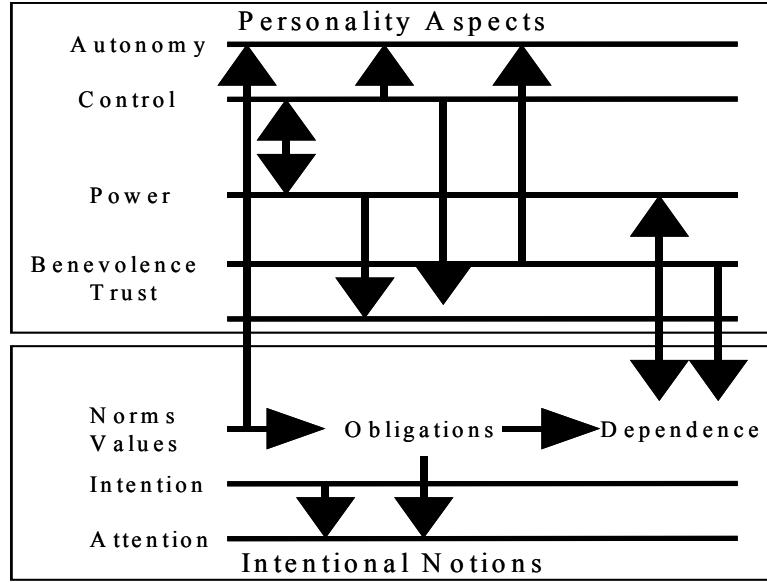 Personality Aspects
Autonomy
Control
Power
Benevolence
Trust
Norms
Values
Obligations
Dependence
Intention
Attention
Intentional Notions